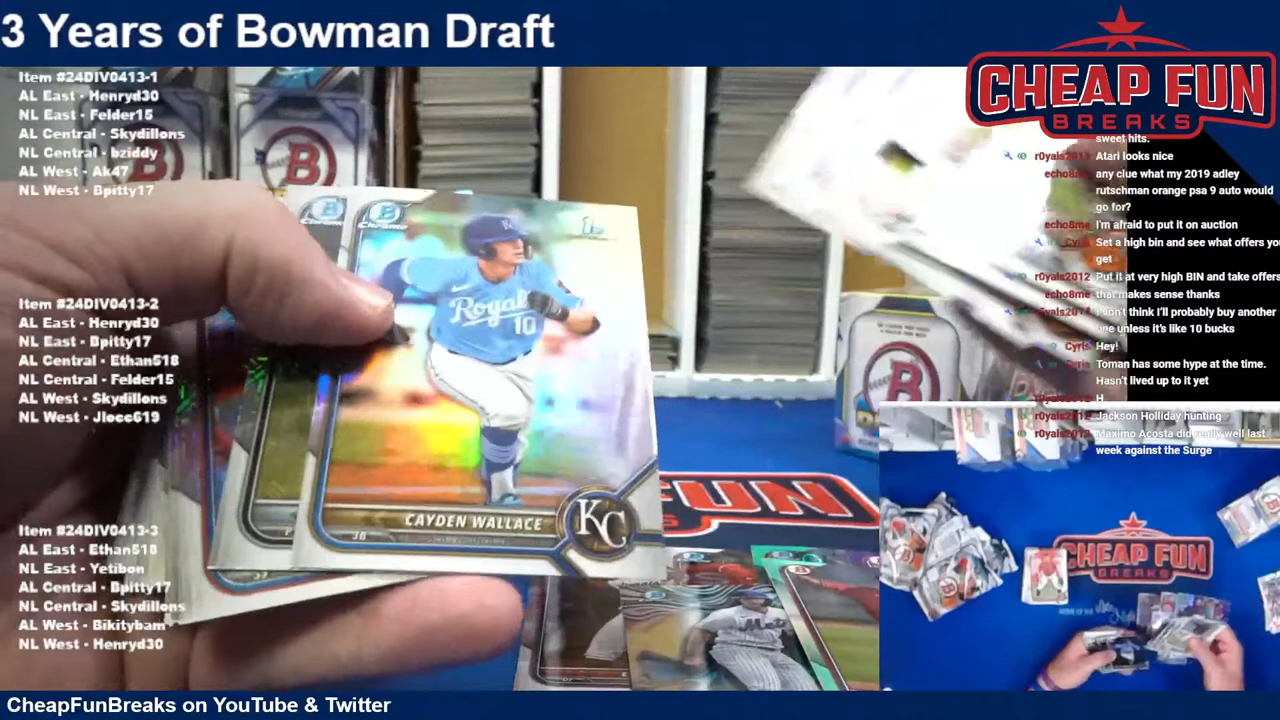 3 Years of Bowman Draft
Item #24DIV0413-1
AL East - Henryd30
NL East - Felder15
AL Central - Skydillons
NL Central - bziddy
AL West - Ak47
NL West - Bpitty17
Item #24DIV0413-2
AL East - Henryd30
NL East - Bpitty17
AL Central - Ethan518
NL Central - Felder15
AL West - Skydillons
NL West - Jlocc619
Item #24DIV0413-3
AL East - Ethan518
NL East - Yetibon
AL Central - Bpitty17
NL Central - Skydillons
AL West - Bikitybam
NL West - Henryd30
CheapFunBreaks on YouTube & Twitter
Chrome
Royals
10
CAYDEN WALLACE
KC
FUN
CHEAP FUN
BREAKS
sweet hits.
Atari looks nice
echo8me any clue what my 2019 adley
rutschman orange psa 9 auto would
go for?
echo8me I'm afraid to put it on auction
Cyris Set a high bin and see what offers you
get
r0yals2012 Put it at very high BIN and take offers
echo8me that makes sense thanks
think I'll probably buy another
one unless it's like 10 bucks
Cyris Hey!
Toman has some hype at the time.
Hasn't lived up to it yet
H
Jackson Holliday hunting
Maximo Acosta did really well last
week against the Surge
CHEAP FUN
BREAKS